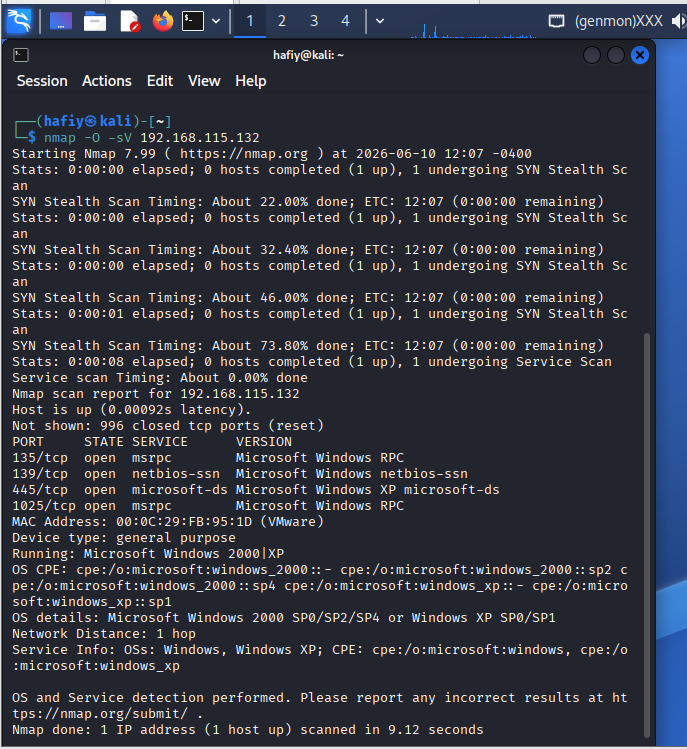 1 2 3 4 (genmon)XXX
hafiy@kali: ~
Session Actions Edit View Help
┌──(hafiy㉿kali)-[~]
└─$ nmap -O -sV 192.168.115.132
Starting Nmap 7.99 ( https://nmap.org ) at 2026-06-10 12:07 -0400
Stats: 0:00:00 elapsed; 0 hosts completed (1 up), 1 undergoing SYN Stealth Sc
an
SYN Stealth Scan Timing: About 22.00% done; ETC: 12:07 (0:00:00 remaining)
Stats: 0:00:00 elapsed; 0 hosts completed (1 up), 1 undergoing SYN Stealth Sc
an
SYN Stealth Scan Timing: About 32.40% done; ETC: 12:07 (0:00:00 remaining)
Stats: 0:00:00 elapsed; 0 hosts completed (1 up), 1 undergoing SYN Stealth Sc
an
SYN Stealth Scan Timing: About 46.00% done; ETC: 12:07 (0:00:00 remaining)
Stats: 0:00:01 elapsed; 0 hosts completed (1 up), 1 undergoing SYN Stealth Sc
an
SYN Stealth Scan Timing: About 73.80% done; ETC: 12:07 (0:00:00 remaining)
Stats: 0:00:08 elapsed; 0 hosts completed (1 up), 1 undergoing Service Scan
Service scan Timing: About 0.00% done
Nmap scan report for 192.168.115.132
Host is up (0.00092s latency).
Not shown: 996 closed tcp ports (reset)
PORT     STATE SERVICE      VERSION
135/tcp  open  msrpc        Microsoft Windows RPC
139/tcp  open  netbios-ssn  Microsoft Windows netbios-ssn
445/tcp  open  microsoft-ds Microsoft Windows XP microsoft-ds
1025/tcp open  msrpc        Microsoft Windows RPC
MAC Address: 00:0C:29:FB:95:1D (VMware)
Device type: general purpose
Running: Microsoft Windows 2000|XP
OS CPE: cpe:/o:microsoft:windows_2000::- cpe:/o:microsoft:windows_2000::sp2 c
pe:/o:microsoft:windows_2000::sp4 cpe:/o:microsoft:windows_xp::- cpe:/o:micro
soft:windows_xp::sp1
OS details: Microsoft Windows 2000 SP0/SP2/SP4 or Windows XP SP0/SP1
Network Distance: 1 hop
Service Info: OSs: Windows, Windows XP; CPE: cpe:/o:microsoft:windows, cpe:/o
:microsoft:windows_xp

OS and Service detection performed. Please report any incorrect results at ht
tps://nmap.org/submit/ .
Nmap done: 1 IP address (1 host up) scanned in 9.12 seconds